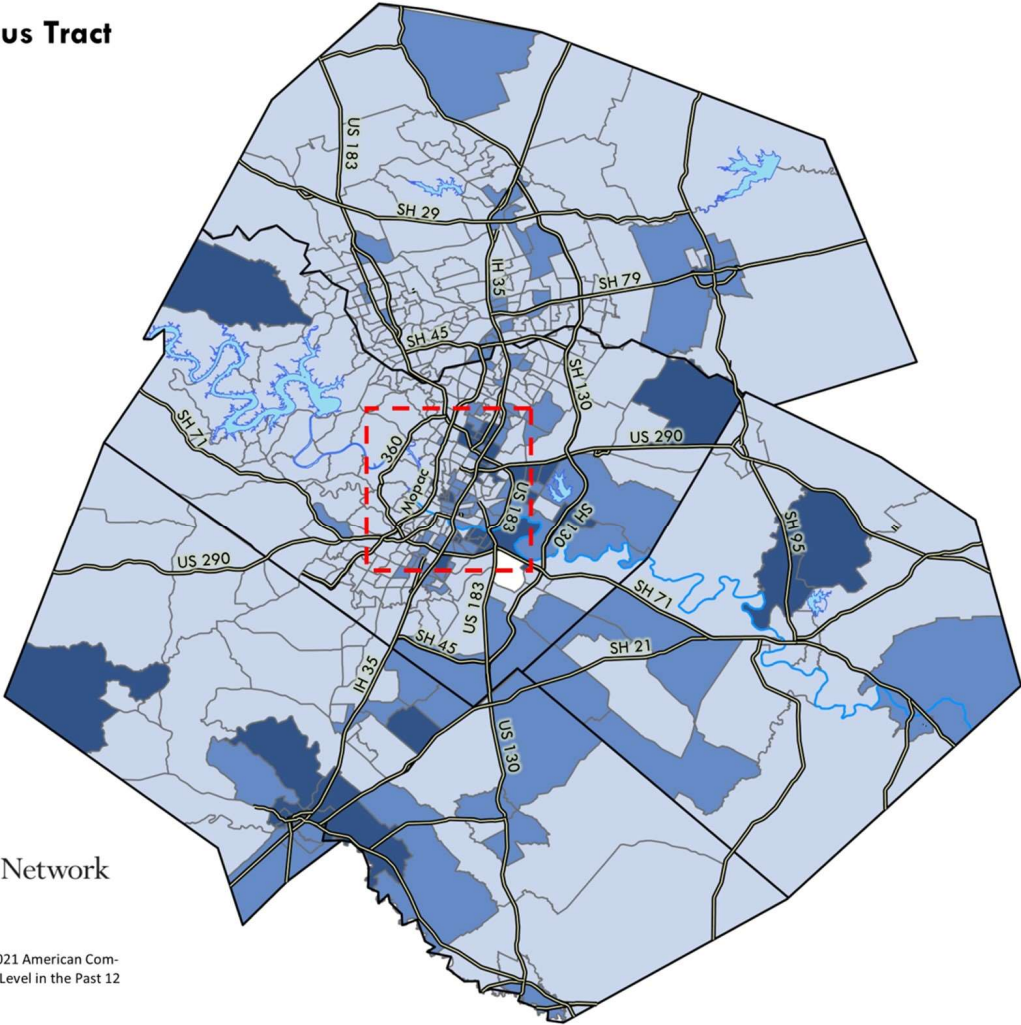 us Tract
US 183
SH 29
IH 35
SH 79
SH 45
SH 130
SH 71
360
US 290
Mopac
US 183
SH 130
SH 95
US 290
US 183
SH 71
SH 45
SH 21
IH 35
US 130
Network
021 American Com-
Level in the Past 12